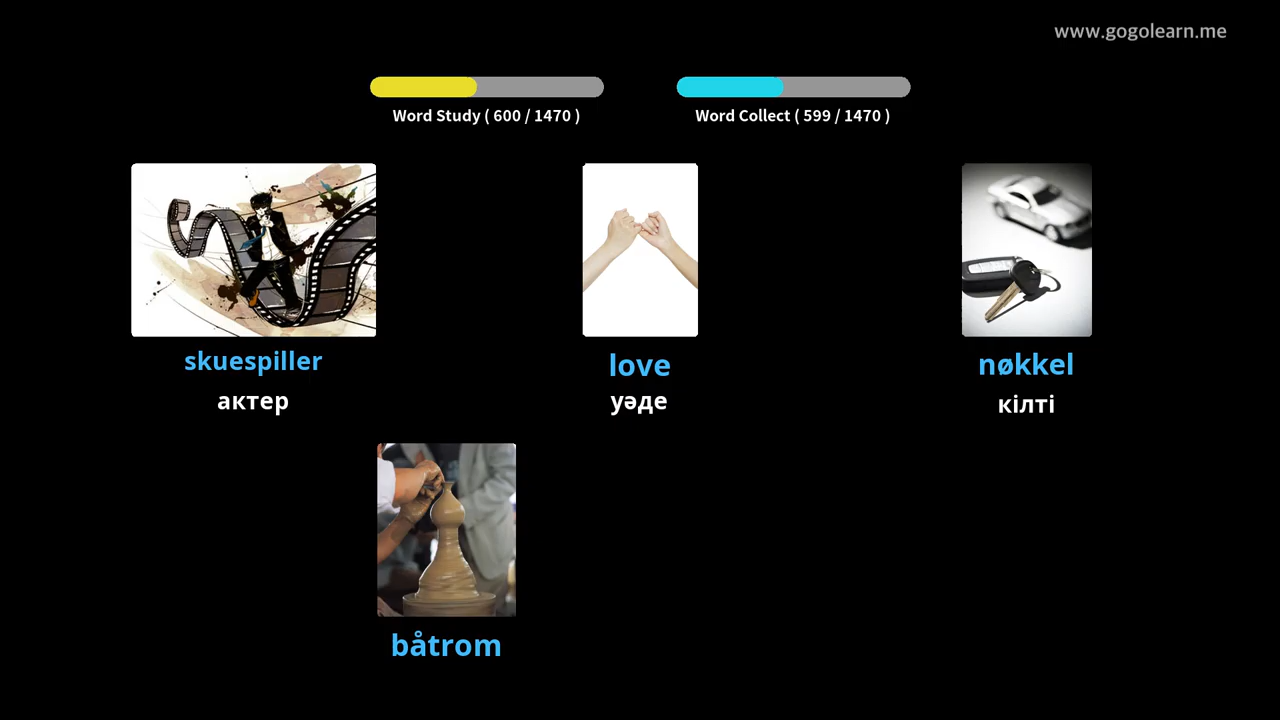 www.gogolearn.me
Word Study ( 600 / 1470 )
Word Collect ( 599 / 1470 )
skuespiller
love
nøkkel
актер
уәде
кілті
båtrom